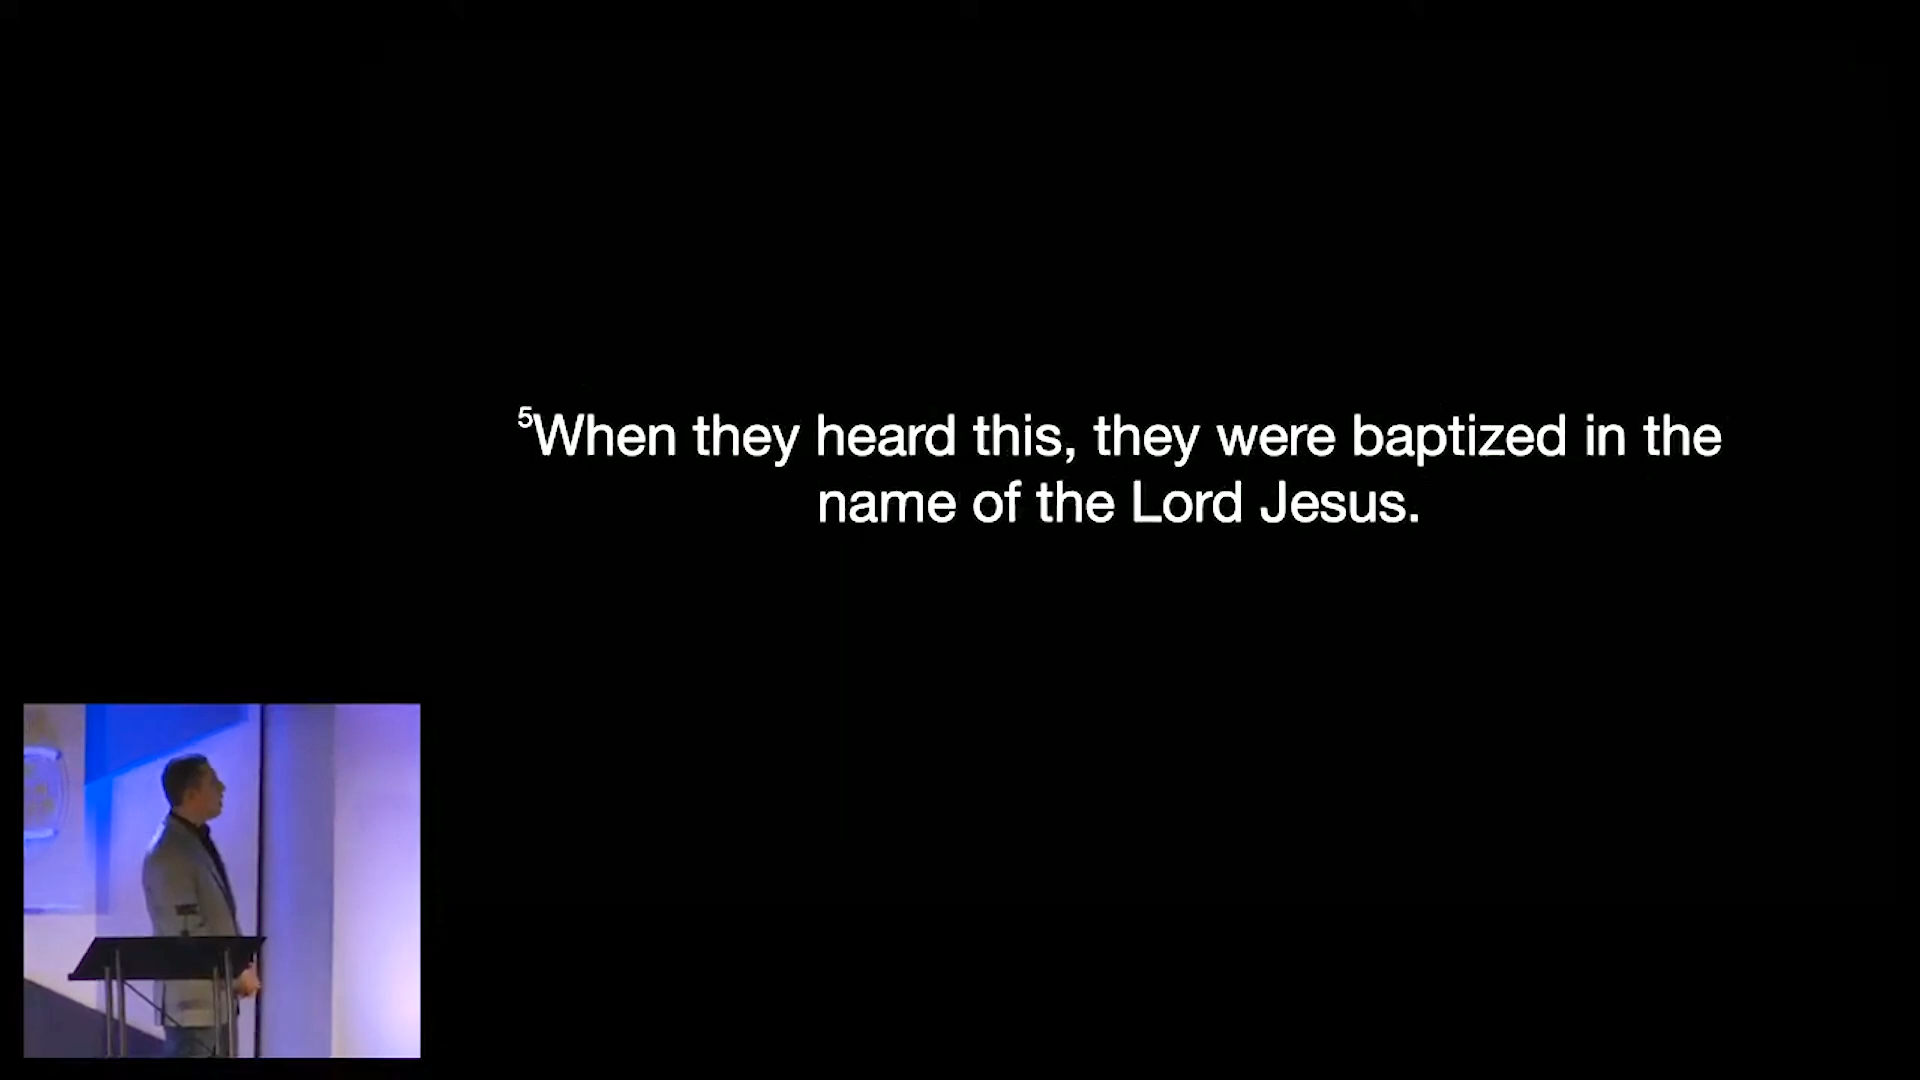 ⁵When they heard this, they were baptized in the
name of the Lord Jesus.